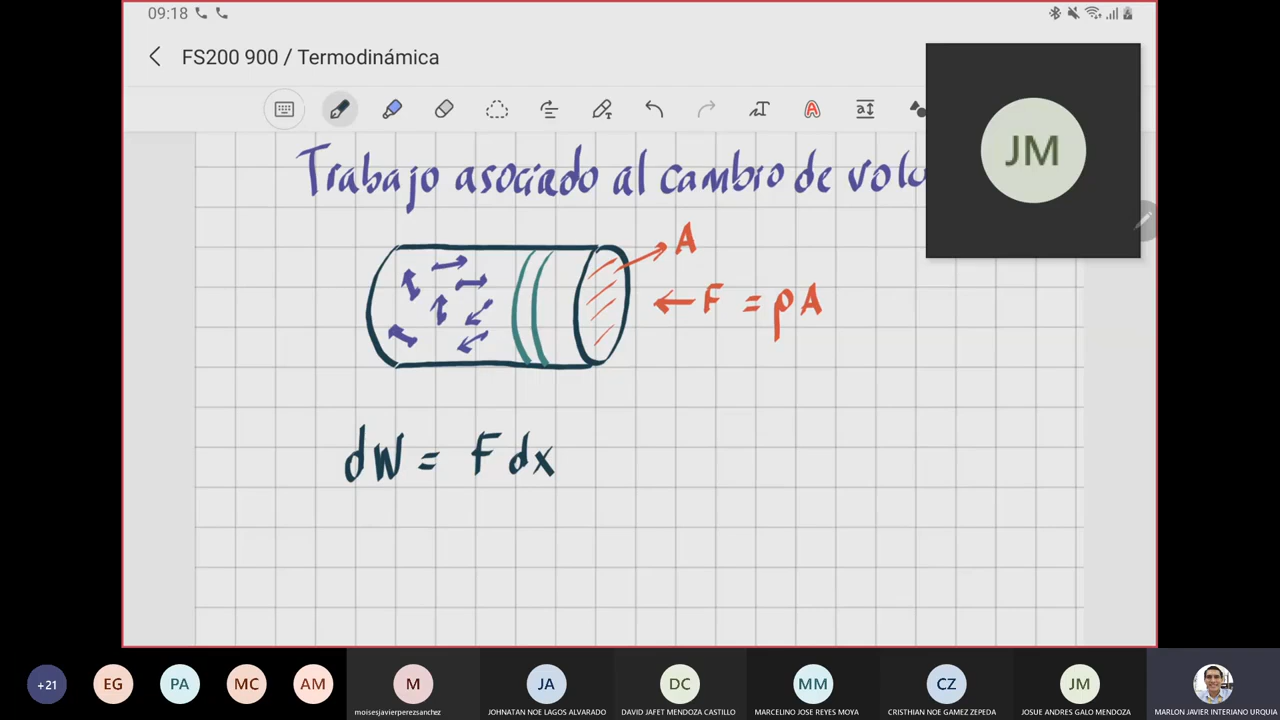 09:18
FS200 900 / Termodinámica
Trabajo asociado al cambio de volu
JM
A
F = pA
dW = F dx
+21
EG
PA
MC
AM
M
JA
DC
MM
CZ
JM
moisesjavierperezsanchez
JOHNATAN NOE LAGOS ALVARADO
DAVID JAFET MENDOZA CASTILLO
MARCELINO JOSE REYES MOYA
CRISTHIAN NOE GAMEZ ZEPEDA
JOSUE ANDRES GALO MENDOZA
MARLON JAVIER INTERIANO URQUIA